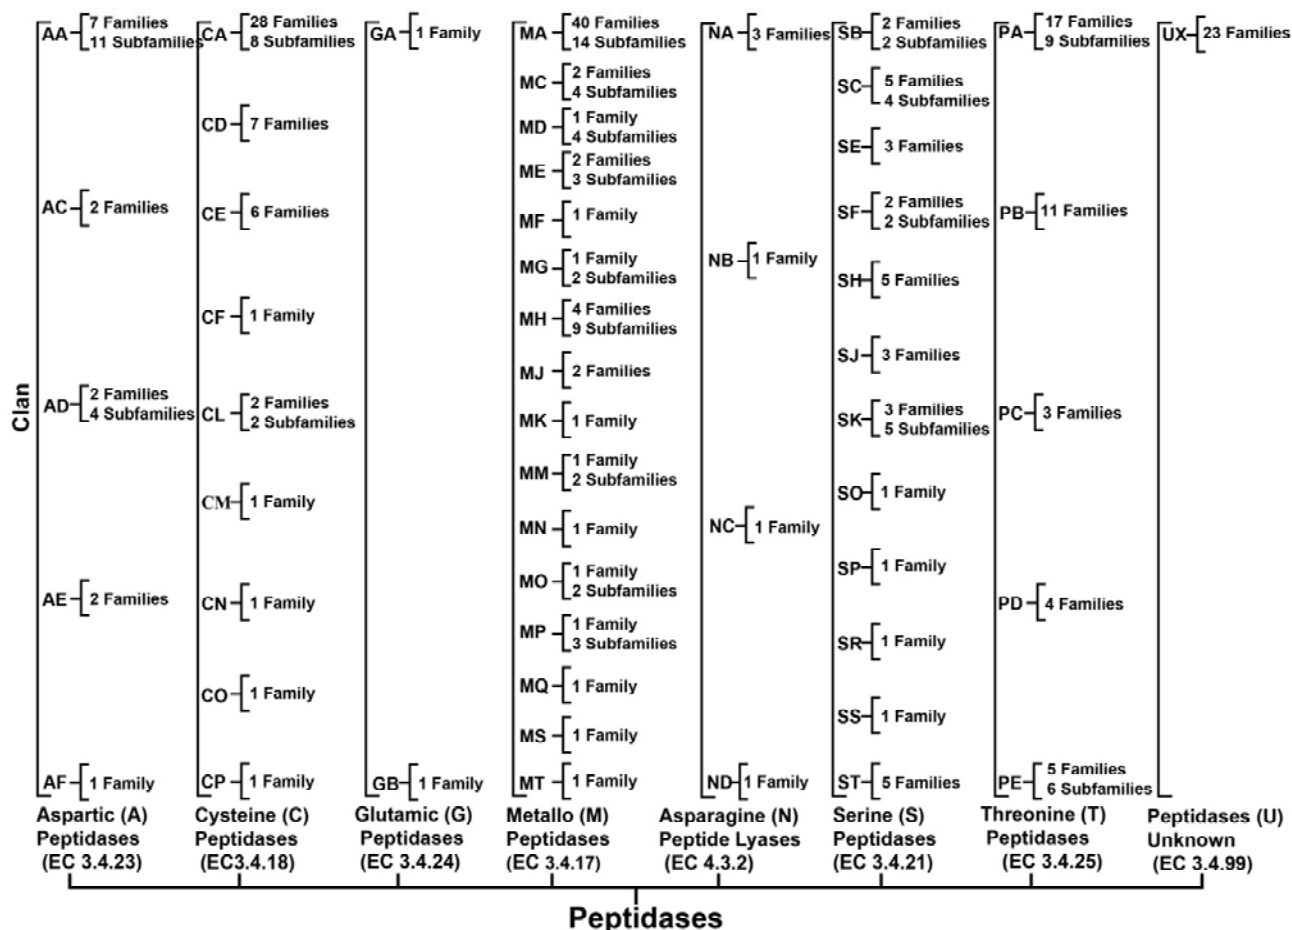 Clan
AA
7 Families
11 Subfamilies
AC
2 Families
AD
2 Families
4 Subfamilies
AE
2 Families
AF
1 Family
Aspartic (A)
Peptidases
(EC 3.4.23)
CA
28 Families
8 Subfamilies
CD
7 Families
CE
6 Families
CF
1 Family
CL
2 Families
2 Subfamilies
CM
1 Family
CN
1 Family
CO
1 Family
CP
1 Family
Cysteine (C)
Peptidases
(EC3.4.18)
GA
1 Family
GB
1 Family
Glutamic (G)
Peptidases
(EC 3.4.24)
MA
40 Families
14 Subfamilies
MC
2 Families
4 Subfamilies
MD
1 Family
4 Subfamilies
ME
2 Families
3 Subfamilies
MF
1 Family
MG
1 Family
2 Subfamilies
MH
4 Families
9 Subfamilies
MJ
2 Families
MK
1 Family
MM
1 Family
2 Subfamilies
MN
1 Family
MO
1 Family
2 Subfamilies
MP
1 Family
3 Subfamilies
MQ
1 Family
MS
1 Family
MT
1 Family
Metallo (M)
Peptidases
(EC 3.4.17)
NA
3 Families
NB
1 Family
NC
1 Family
ND
1 Family
Asparagine (N)
Peptide Lyases
(EC 4.3.2)
SB
2 Families
2 Subfamilies
SC
5 Families
4 Subfamilies
SE
3 Families
SF
2 Families
2 Subfamilies
SH
5 Families
SJ
3 Families
SK
3 Families
5 Subfamilies
SO
1 Family
SP
1 Family
SR
1 Family
SS
1 Family
ST
5 Families
Serine (S)
Peptidases
(EC 3.4.21)
PA
17 Families
9 Subfamilies
PB
11 Families
PC
3 Families
PD
4 Families
PE
5 Families
6 Subfamilies
Threonine (T)
Peptidases
(EC 3.4.25)
UX
23 Families
Peptidases (U)
Unknown
(EC 3.4.99)
Peptidases